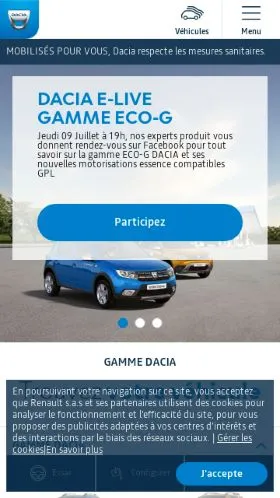 DACIA
Véhicules
Menu
MOBILISÉS POUR VOUS, Dacia respecte les mesures sanitaires.
DACIA E-LIVE
GAMME ECO-G
Jeudi 09 Juillet à 19h, nos experts produit vous
donnent rendez-vous sur Facebook pour tout
savoir sur la gamme ECO-G DACIA et ses
nouvelles motorisations essence compatibles
GPL
Participez
GAMME DACIA
En poursuivant votre navigation sur ce site, vous acceptez
que Renault s.a.s et ses partenaires utilisent des cookies pour
analyser le fonctionnement et l'efficacité du site, pour vous
proposer des publicités adaptées à vos centres d'intérêts et
des interactions par le biais des réseaux sociaux. | Gérer les
cookies|En savoir plus
J'accepte